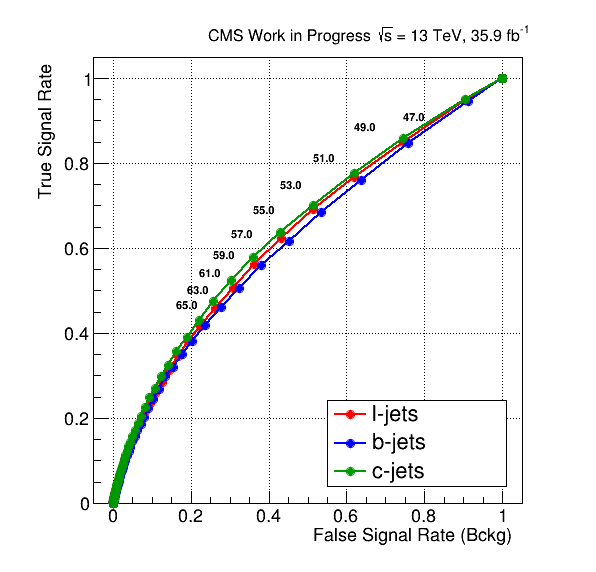 CMS Work in Progress √s = 13 TeV, 35.9 fb⁻¹
True Signal Rate
1
0.8
0.6
0.4
0.2
0
47.0
49.0
51.0
53.0
55.0
57.0
59.0
61.0
63.0
65.0
l-jets
b-jets
c-jets
0 0.2 0.4 0.6 0.8 1
False Signal Rate (Bckg)